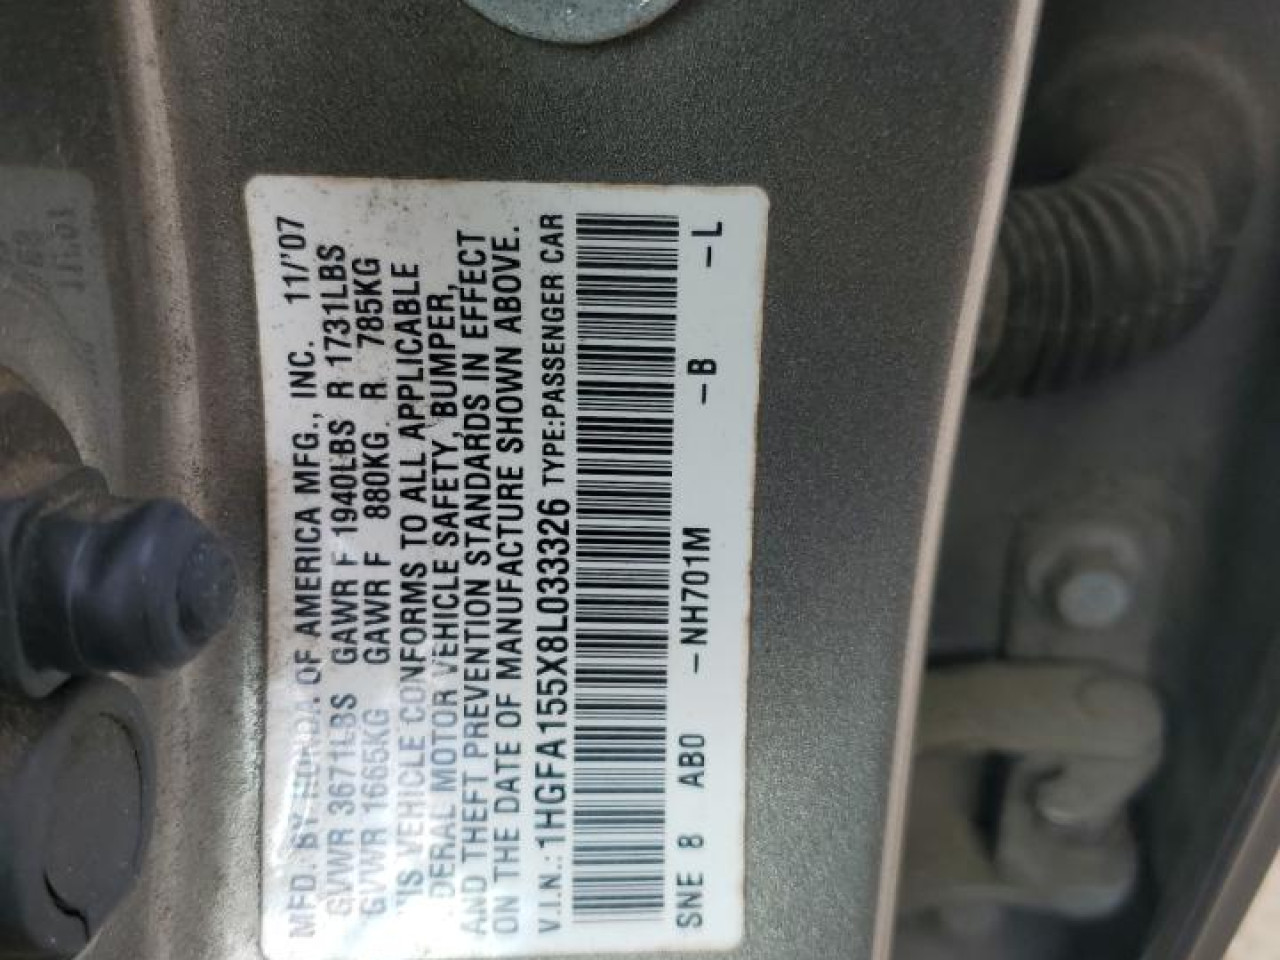 MFD. BY HONDA OF AMERICA MFG., INC. 11/'07
GVWR 3671LBS GAWR F 1940LBS R 1731LBS
GVWR 1665KG GAWR F 880KG R 785KG
THIS VEHICLE CONFORMS TO ALL APPLICABLE
FEDERAL MOTOR VEHICLE SAFETY, BUMPER,
AND THEFT PREVENTION STANDARDS IN EFFECT
ON THE DATE OF MANUFACTURE SHOWN ABOVE.
V.I.N.: 1HGFA155X8L033326 TYPE:PASSENGER CAR
SNE 8 AB0 -NH701M -B -L